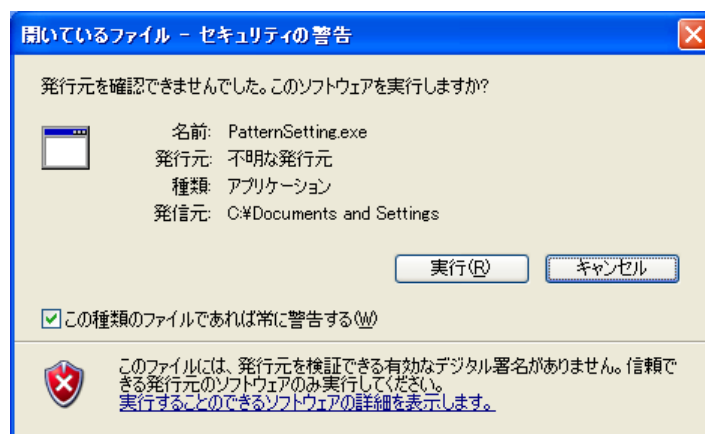 開いているファイル - セキュリティの警告
発行元を確認できませんでした。このソフトウェアを実行しますか?
名前: PatternSetting.exe
発行元: 不明な発行元
種類: アプリケーション
発信元: C:¥Documents and Settings
実行(R) キャンセル
この種類のファイルであれば常に警告する(W)
このファイルには、発行元を検証できる有効なデジタル署名がありません。信頼で
きる発行元のソフトウェアのみ実行してください。
実行することのできるソフトウェアの詳細を表示します。